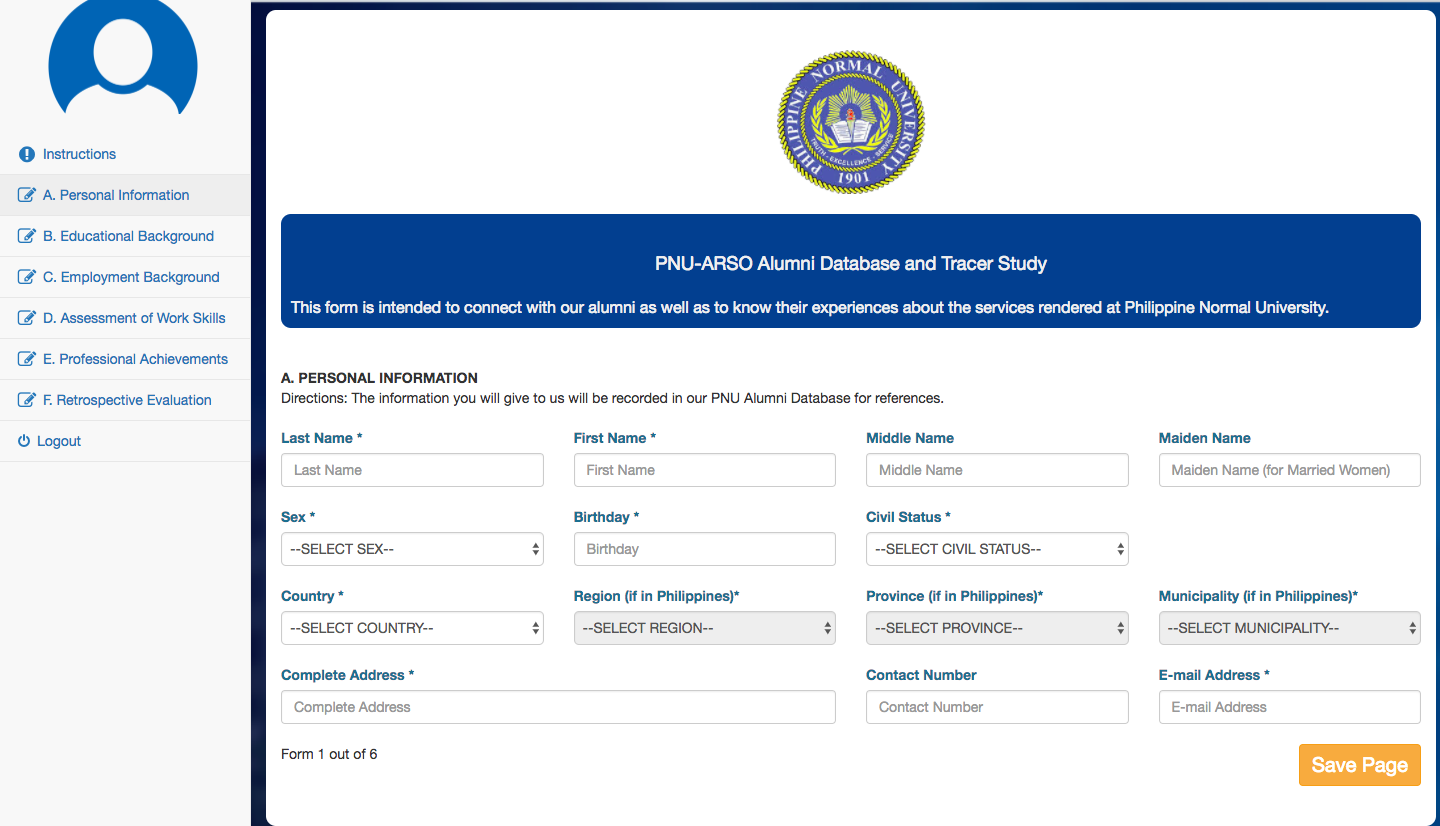 Instructions
A. Personal Information
B. Educational Background
C. Employment Background
D. Assessment of Work Skills
E. Professional Achievements
F. Retrospective Evaluation
Logout
PHILIPPINE NORMAL UNIVERSITY
TRUTH - EXCELLENCE - SERVICE
1901
PNU-ARSO Alumni Database and Tracer Study
This form is intended to connect with our alumni as well as to know their experiences about the services rendered at Philippine Normal University.
A. PERSONAL INFORMATION
Directions: The information you will give to us will be recorded in our PNU Alumni Database for references.
Last Name * First Name * Middle Name Maiden Name
Last Name First Name Middle Name Maiden Name (for Married Women)
Sex * Birthday * Civil Status *
--SELECT SEX-- Birthday --SELECT CIVIL STATUS--
Country * Region (if in Philippines)* Province (if in Philippines)* Municipality (if in Philippines)*
--SELECT COUNTRY-- --SELECT REGION-- --SELECT PROVINCE-- --SELECT MUNICIPALITY--
Complete Address * Contact Number E-mail Address *
Complete Address Contact Number E-mail Address
Form 1 out of 6 Save Page